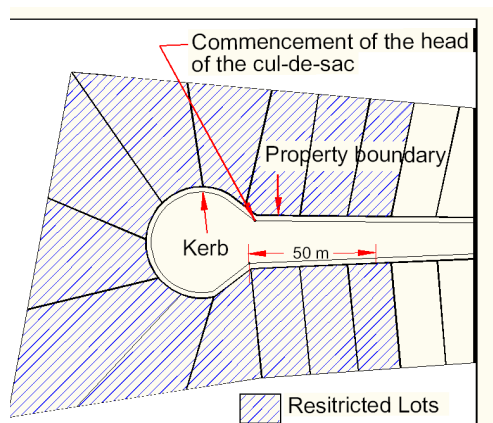 Commencement of the head
of the cul-de-sac
Property boundary
Kerb
50 m
Resitricted Lots